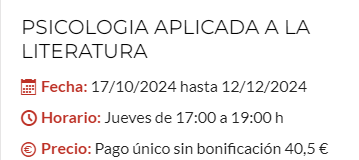 PSICOLOGIA APLICADA A LA
LITERATURA
Fecha: 17/10/2024 hasta 12/12/2024
Horario: Jueves de 17:00 a 19:00 h
Precio: Pago único sin bonificación 40,5 €